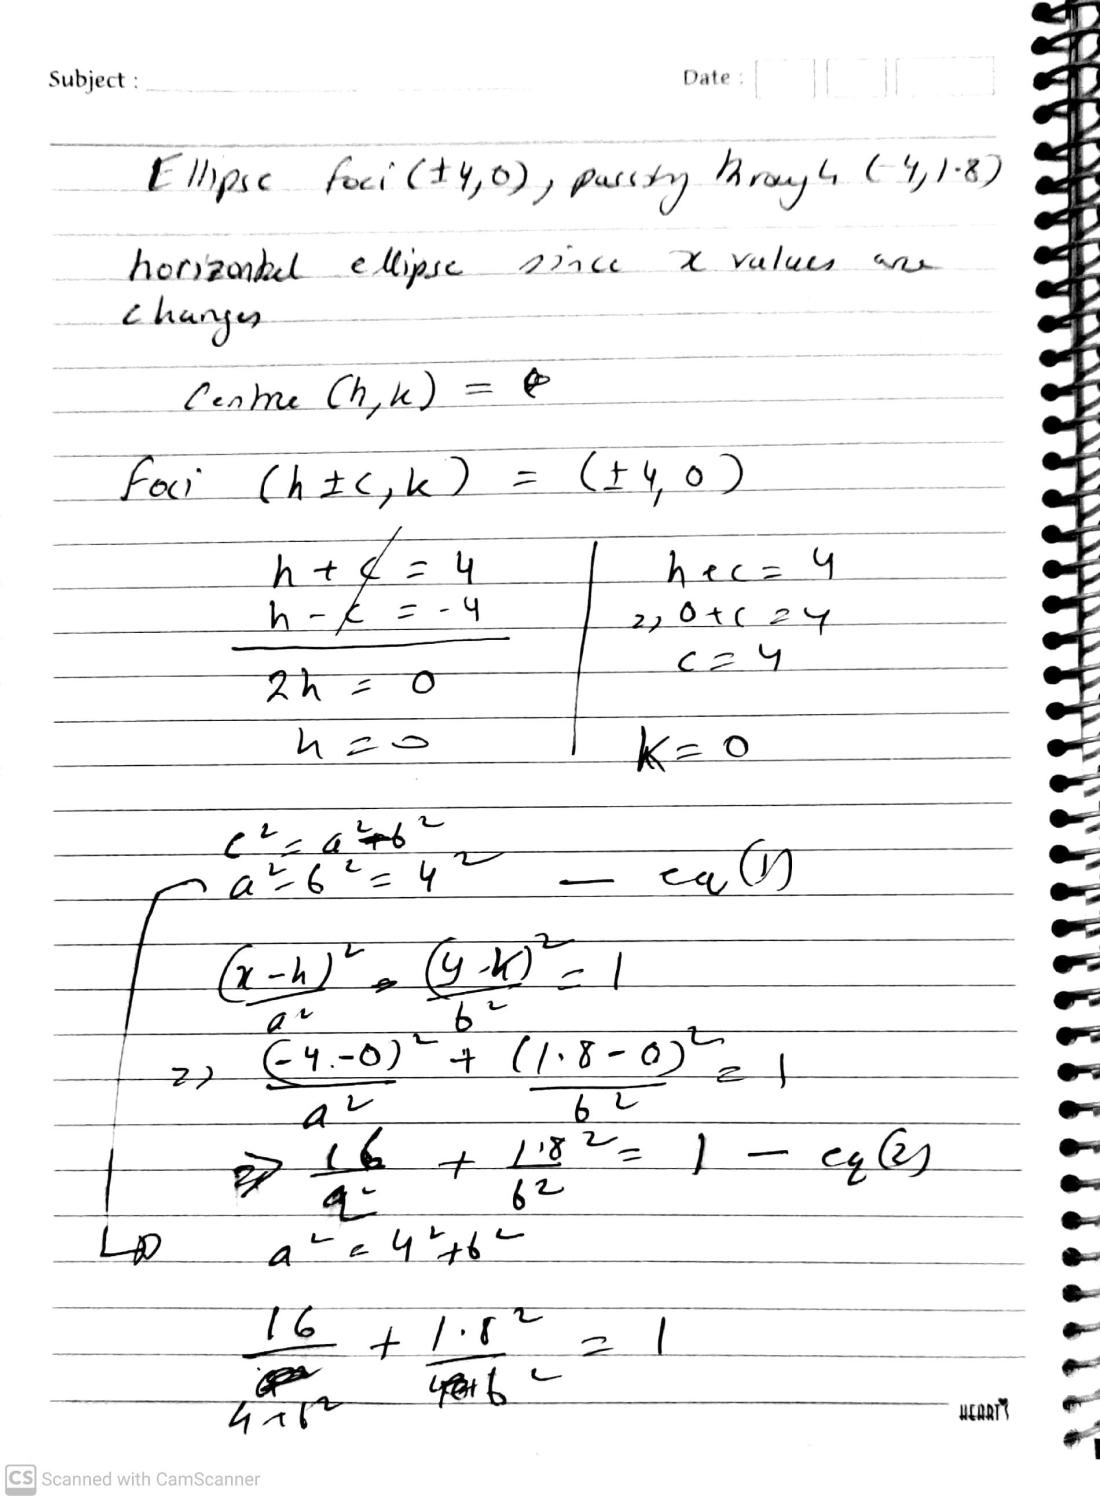 Subject :
Date :
Ellipse foci (±4,0), passing through (-4,1.8)
horizontal ellipse since x values are
changes
Centre (h,k) =
foci (h±c,k) = (±4,0)
h + c = 4
h - c = -4
2h = 0
h = 0
h+c = 4
=> 0+c = 4
c = 4
k = 0
c² = a² - b²
a² - b² = 4² — eq (1)
(x-h)²/a² + (y-k)²/b² = 1
=> (-4-0)²/a² + (1.8-0)²/b² = 1
=> 16/a² + 1.8²/b² = 1 — eq (2)
a² = 4²+b²
16/4+b² + 1.8²/b² = 1
HEARTS
CS Scanned with CamScanner